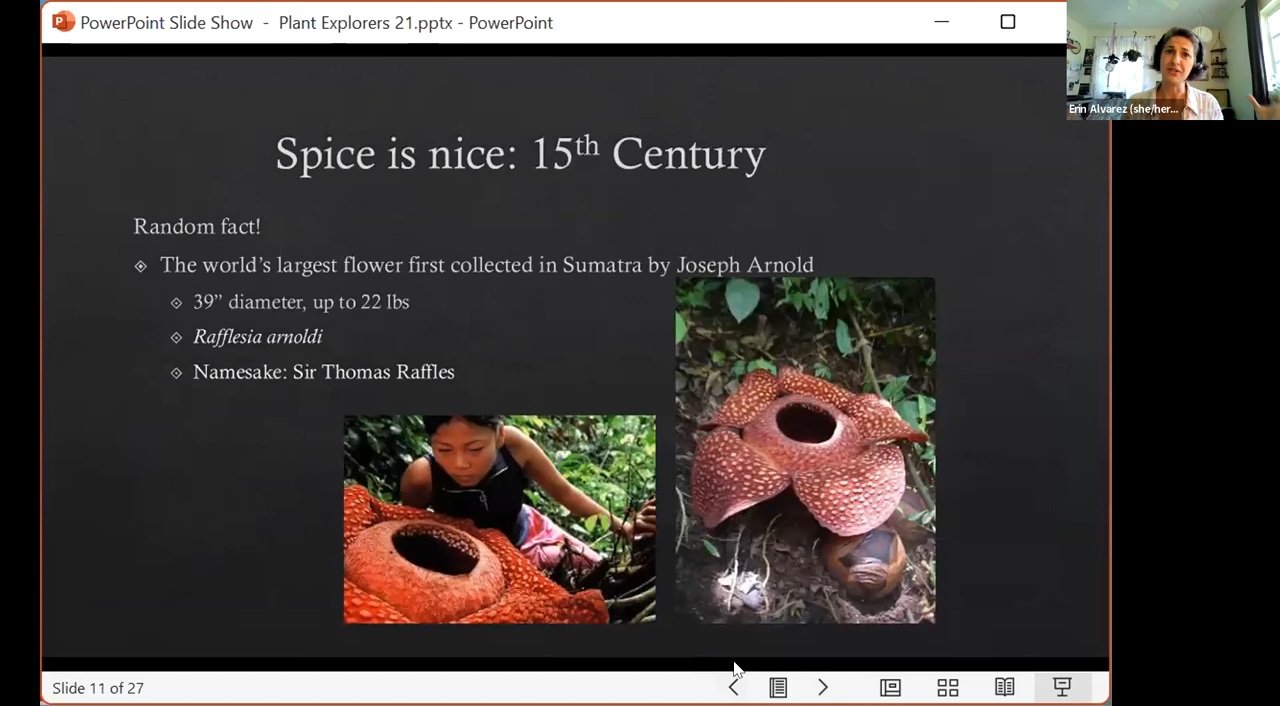 PowerPoint Slide Show - Plant Explorers 21.pptx - PowerPoint
Erin Alvarez (she/her...
Spice is nice: 15th Century
Random fact!
The world's largest flower first collected in Sumatra by Joseph Arnold
39” diameter, up to 22 lbs
Rafflesia arnoldi
Namesake: Sir Thomas Raffles
Slide 11 of 27